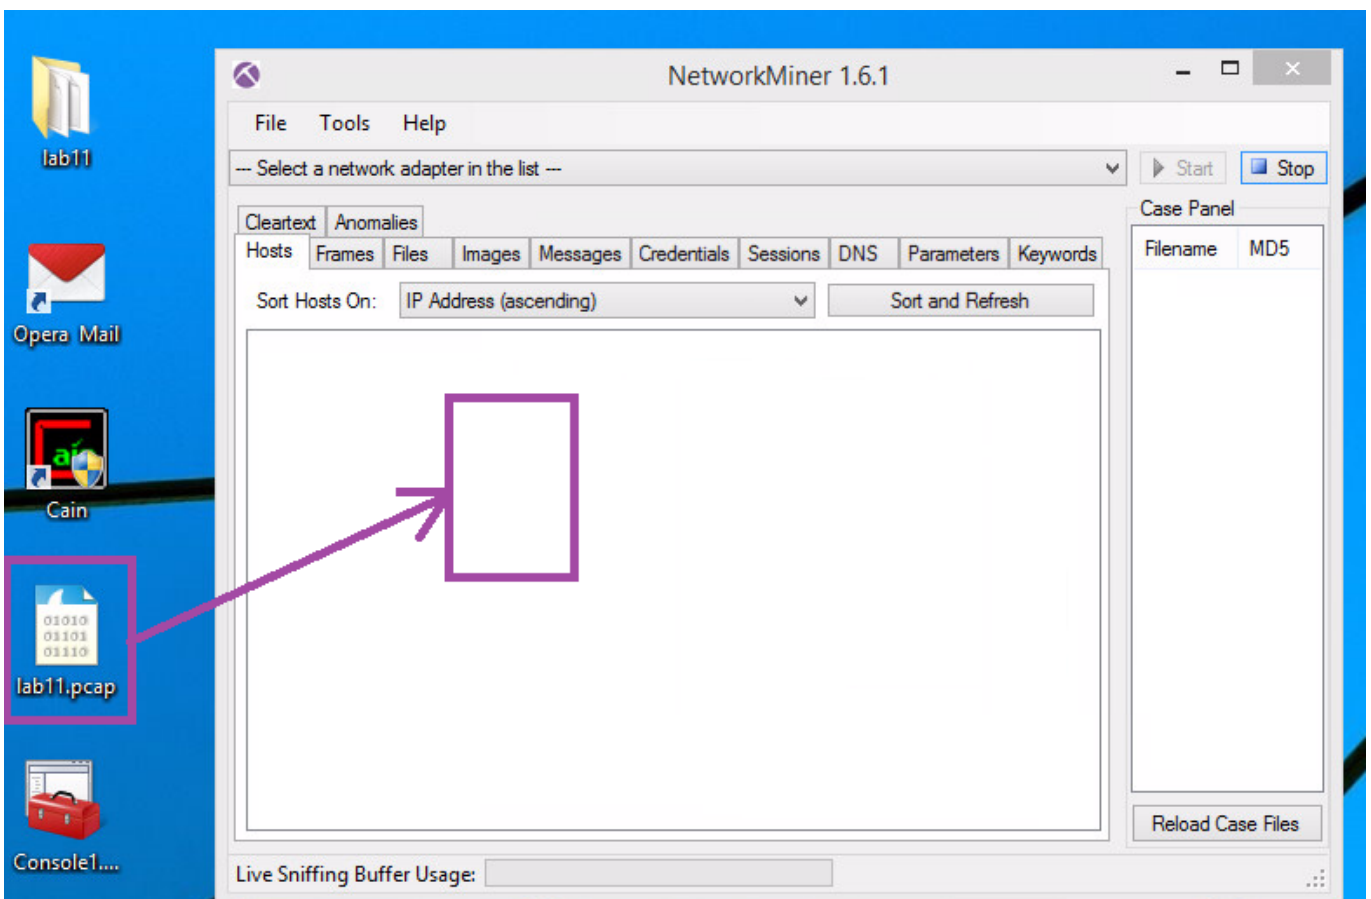 lab11
Opera Mail
Cain
01010
01101
01110
lab11.pcap
Console1....
NetworkMiner 1.6.1
File Tools Help
--- Select a network adapter in the list ---
Start Stop
Cleartext Anomalies
Hosts Frames Files Images Messages Credentials Sessions DNS Parameters Keywords
Sort Hosts On: IP Address (ascending) Sort and Refresh
Case Panel
Filename MD5
Reload Case Files
Live Sniffing Buffer Usage: